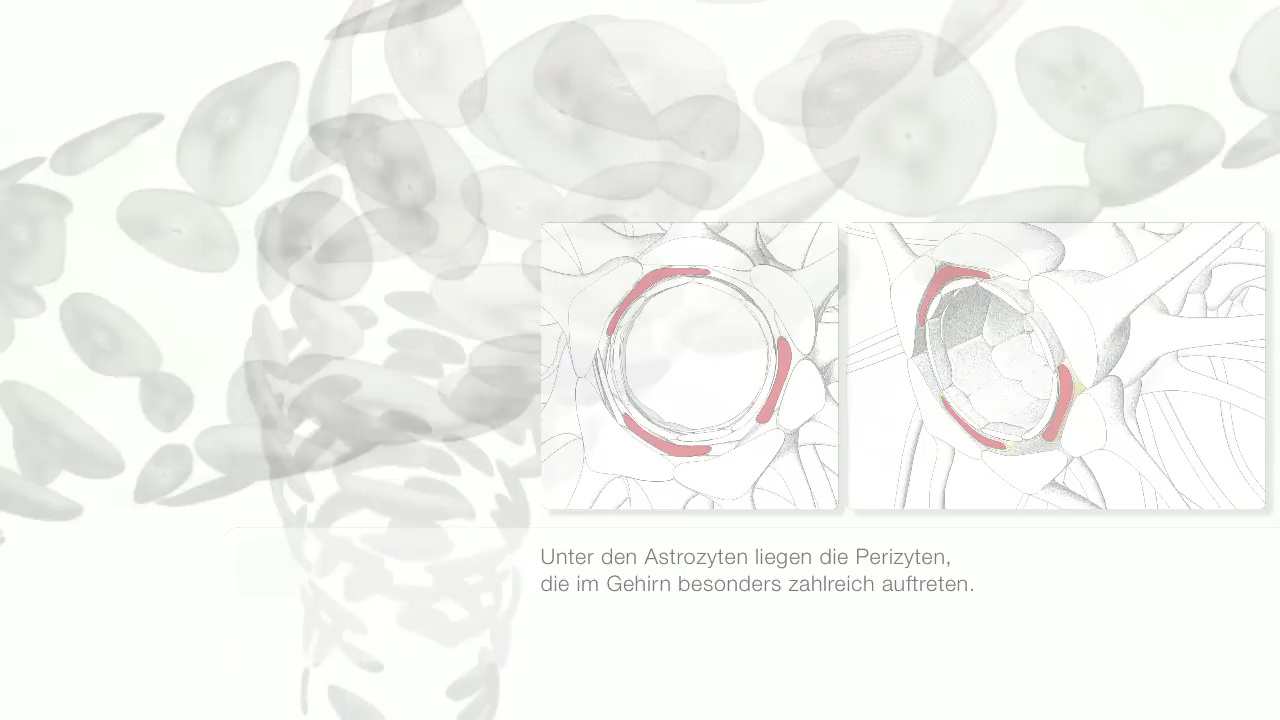 Unter den Astrozyten liegen die Perizyten,
die im Gehirn besonders zahlreich auftreten.